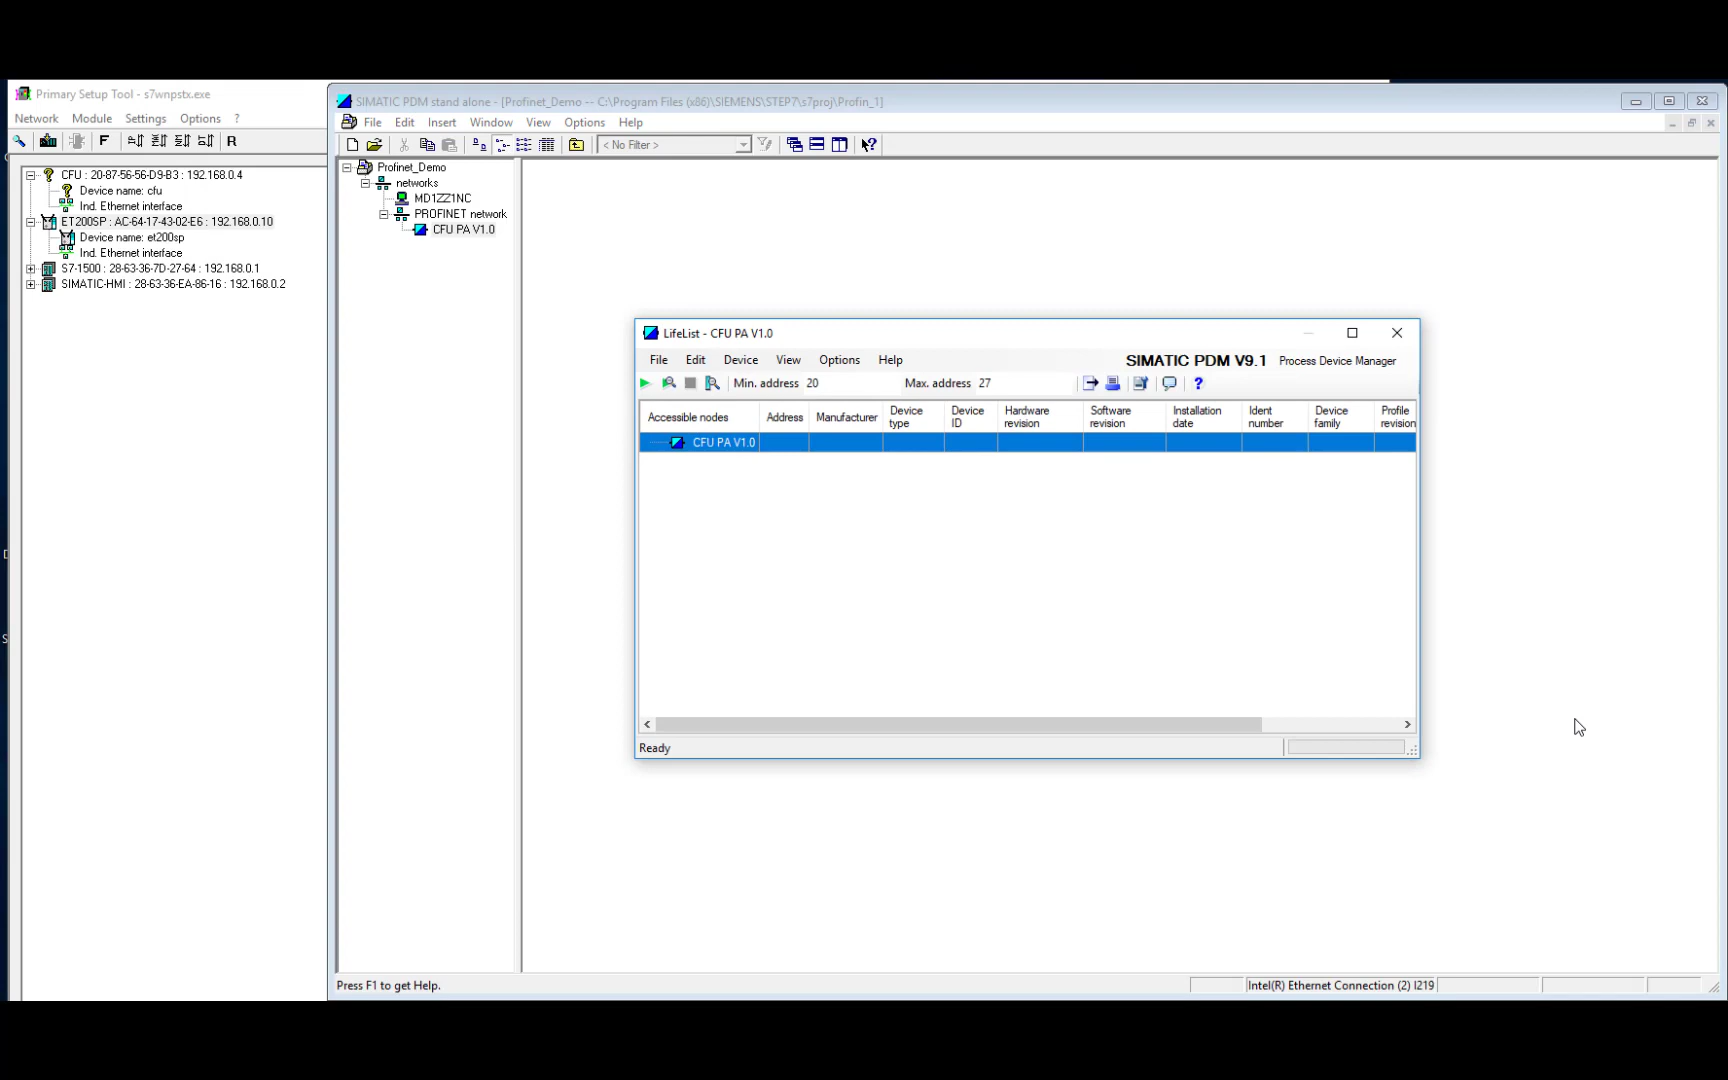 Primary Setup Tool - s7wnpstx.exe
Network Module Settings Options ?
F R
CFU : 20-87-56-56-D9-B3 : 192.168.0.4
Device name: cfu
Ind. Ethernet interface
ET200SP : AC-64-17-43-02-E6 : 192.168.0.10
Device name: et200sp
Ind. Ethernet interface
S7-1500 : 28-63-36-7D-27-64 : 192.168.0.1
SIMATIC-HMI : 28-63-36-EA-86-16 : 192.168.0.2
SIMATIC PDM stand alone - [Profinet_Demo -- C:\Program Files (x86)\SIEMENS\STEP7\s7proj\Profin_1]
File Edit Insert Window View Options Help
< No Filter >
Profinet_Demo
networks
MD1ZZ1NC
PROFINET network
CFU PA V1.0
LifeList - CFU PA V1.0
File Edit Device View Options Help
SIMATIC PDM V9.1 Process Device Manager
Min. address 20 Max. address 27
Accessible nodes Address Manufacturer Device type Device ID Hardware revision Software revision Installation date Ident number Device family Profile revision
CFU PA V1.0
Ready
Press F1 to get Help.
Intel(R) Ethernet Connection (2) I219